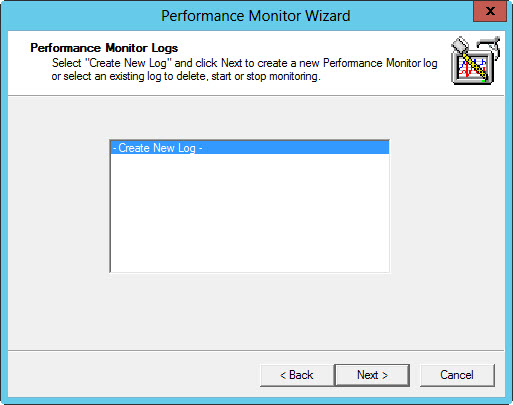 Performance Monitor Wizard
x
Performance Monitor Logs
Select "Create New Log" and click Next to create a new Performance Monitor log
or select an existing log to delete, start or stop monitoring.
- Create New Log -
< Back
Next >
Cancel